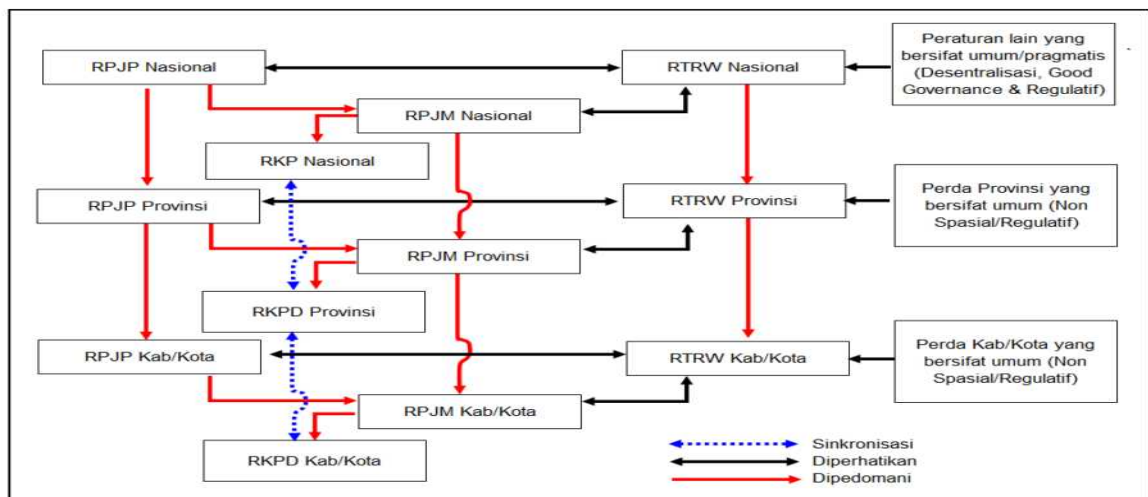 RPJP Nasional
RTRW Nasional
Peraturan lain yang
bersifat umum/pragmatis
(Desentralisasi, Good
Governance & Regulatif)
RPJM Nasional
RKP Nasional
RPJP Provinsi
RTRW Provinsi
Perda Provinsi yang
bersifat umum (Non
Spasial/Regulatif)
RPJM Provinsi
RKPD Provinsi
RPJP Kab/Kota
RTRW Kab/Kota
Perda Kab/Kota yang
bersifat umum (Non
Spasial/Regulatif)
RPJM Kab/Kota
RKPD Kab/Kota
Sinkronisasi
Diperhatikan
Dipedomani